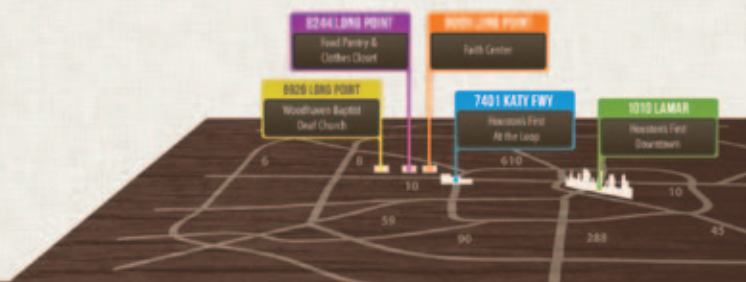 8244 LONG POINT
Food Pantry &
Clothes Closet
LONG POINT
Faith Center
LONG POINT
Woodhaven Baptist
Deaf Church
7401 KATY FWY
Houston's First
At the Loop
1010 LAMAR
Houston's First
Downtown
6
8
610
10
10
59
90
288
45